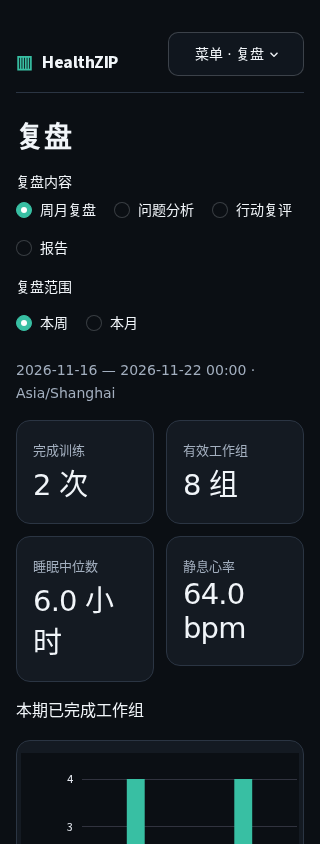 HealthZIP
菜单 · 复盘
复盘
复盘内容
周月复盘 问题分析 行动复评
报告
复盘范围
本周 本月
2026-11-16 — 2026-11-22 00:00 ·
Asia/Shanghai
完成训练
2 次
有效工作组
8 组
睡眠中位数
6.0 小
时
静息心率
64.0
bpm
本期已完成工作组
4
3